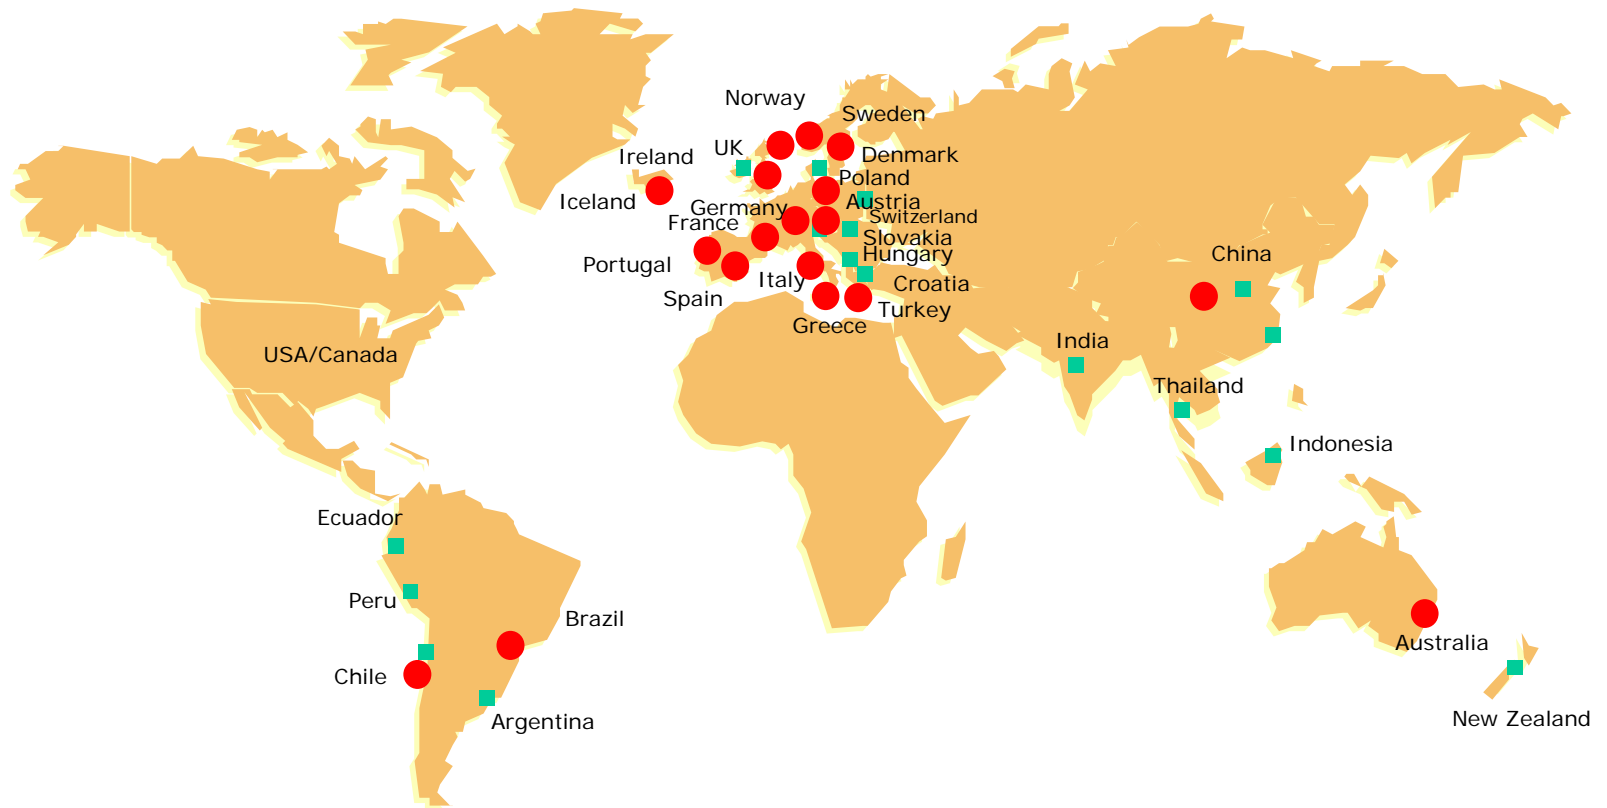 Norway
Sweden
UK
Denmark
Ireland
Poland
Iceland
Austria
Germany
Switzerland
France
Slovakia
Hungary
China
Portugal
Italy
Croatia
Spain
Turkey
Greece
India
USA/Canada
Thailand
Indonesia
Ecuador
Peru
Brazil
Australia
Chile
Argentina
New Zealand